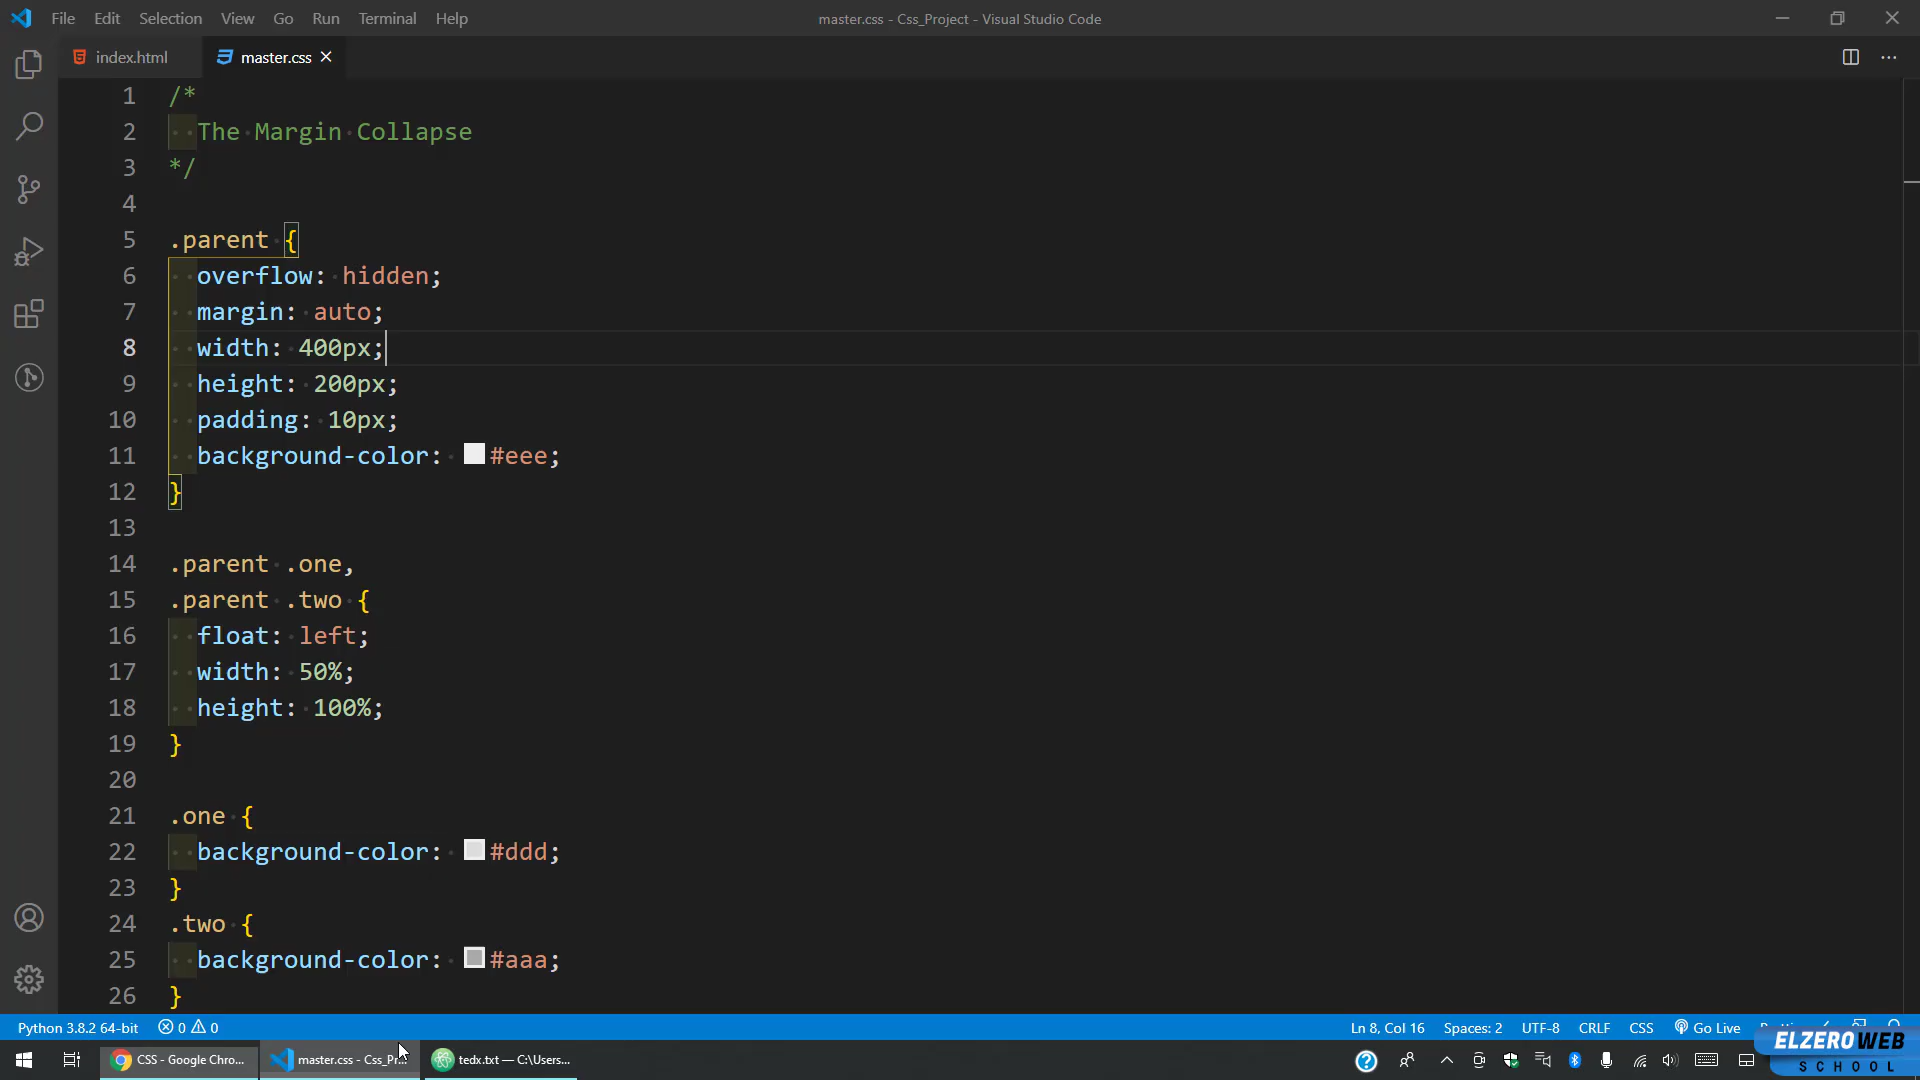 File Edit Selection View Go Run Terminal Help
master.css - Css_Project - Visual Studio Code
index.html
master.css
1 /*
2 The Margin Collapse
3 */
4
5 .parent {
6 overflow: hidden;
7 margin: auto;
8 width: 400px;
9 height: 200px;
10 padding: 10px;
11 background-color: #eee;
12 }
13
14 .parent .one,
15 .parent .two {
16 float: left;
17 width: 50%;
18 height: 100%;
19 }
20
21 .one {
22 background-color: #ddd;
23 }
24 .two {
25 background-color: #aaa;
26 }
Python 3.8.2 64-bit 0 0
Ln 8, Col 16 Spaces: 2 UTF-8 CRLF CSS Go Live
CSS - Google Chro...
master.css - Css_Pr...
tedx.txt — C:\Users...
ELZEROWEB
SCHOOL